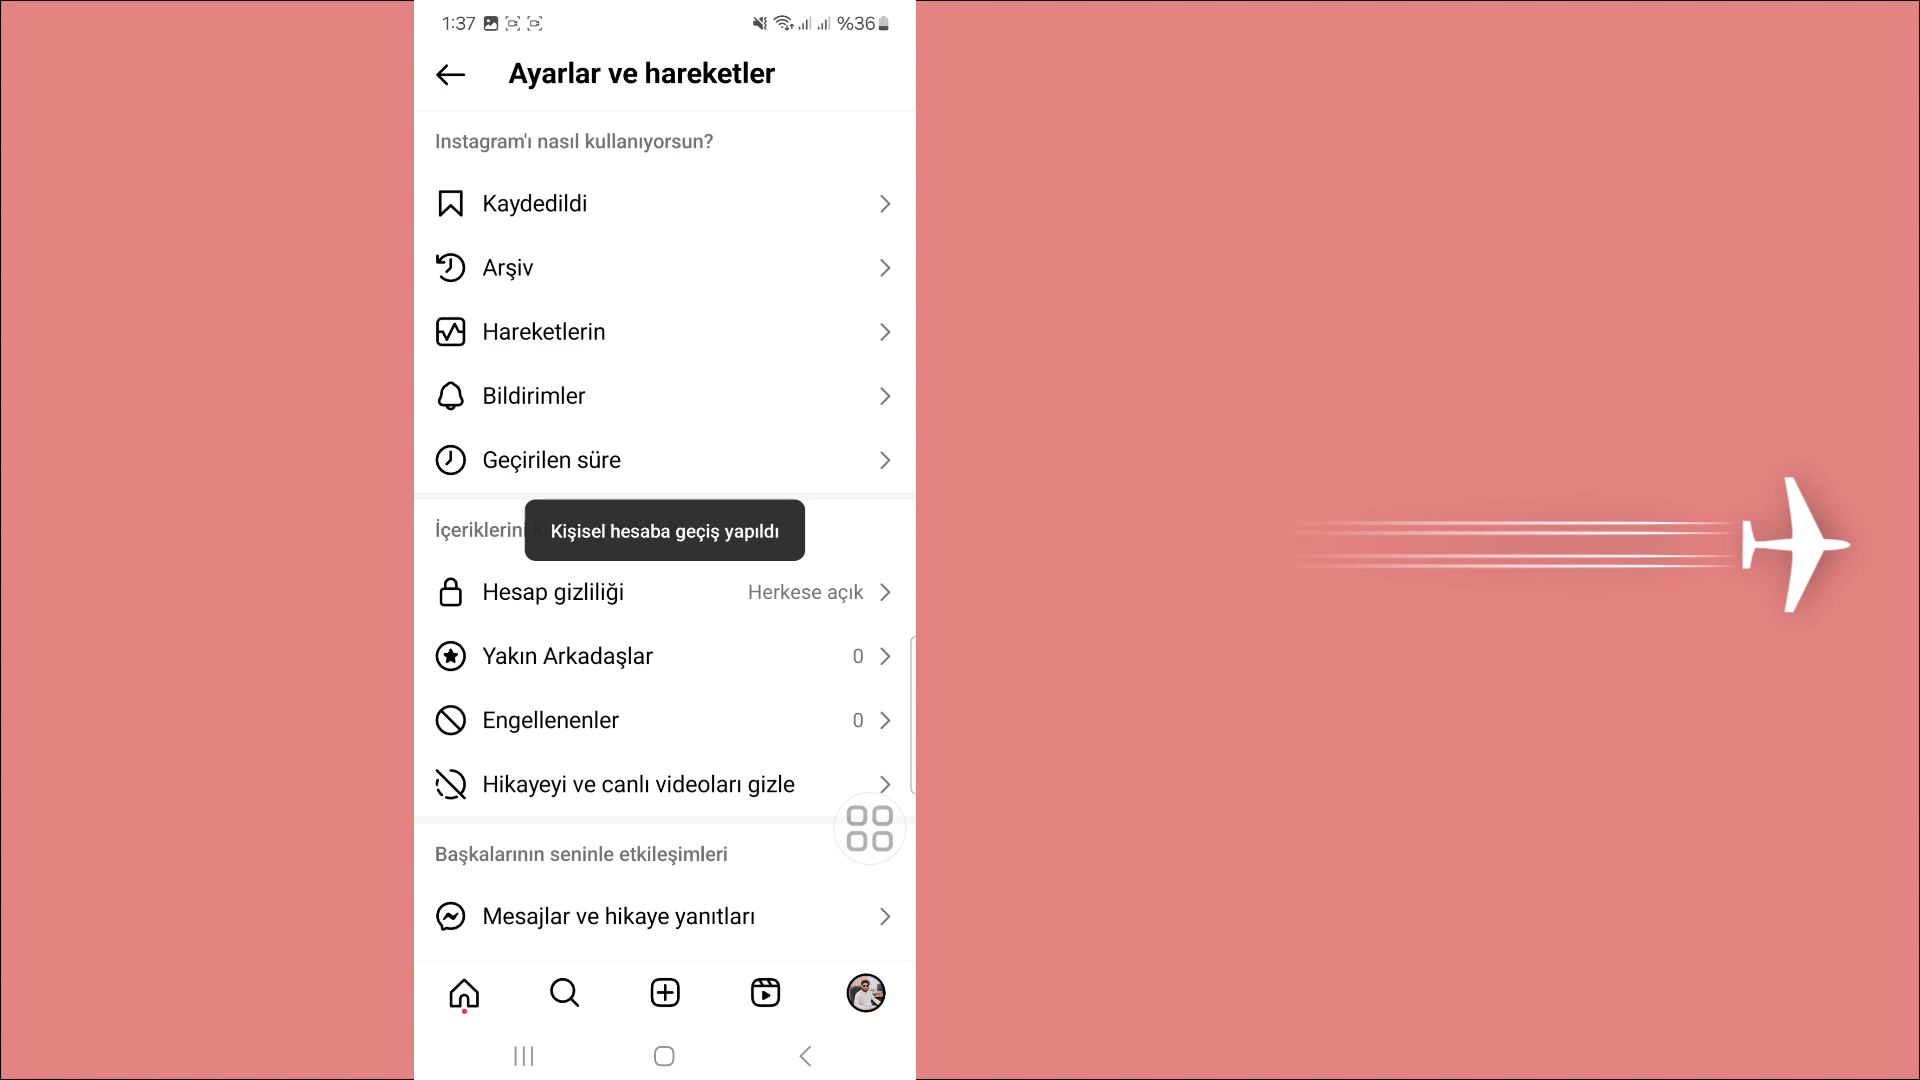 1:37 %36
Ayarlar ve hareketler
Instagram'ı nasıl kullanıyorsun?
Kaydedildi
Arşiv
Hareketlerin
Bildirimler
Geçirilen süre
İçeriklerini
Kişisel hesaba geçiş yapıldı
Hesap gizliliği Herkese açık
Yakın Arkadaşlar 0
Engellenenler 0
Hikayeyi ve canlı videoları gizle
Başkalarının seninle etkileşimleri
Mesajlar ve hikaye yanıtları